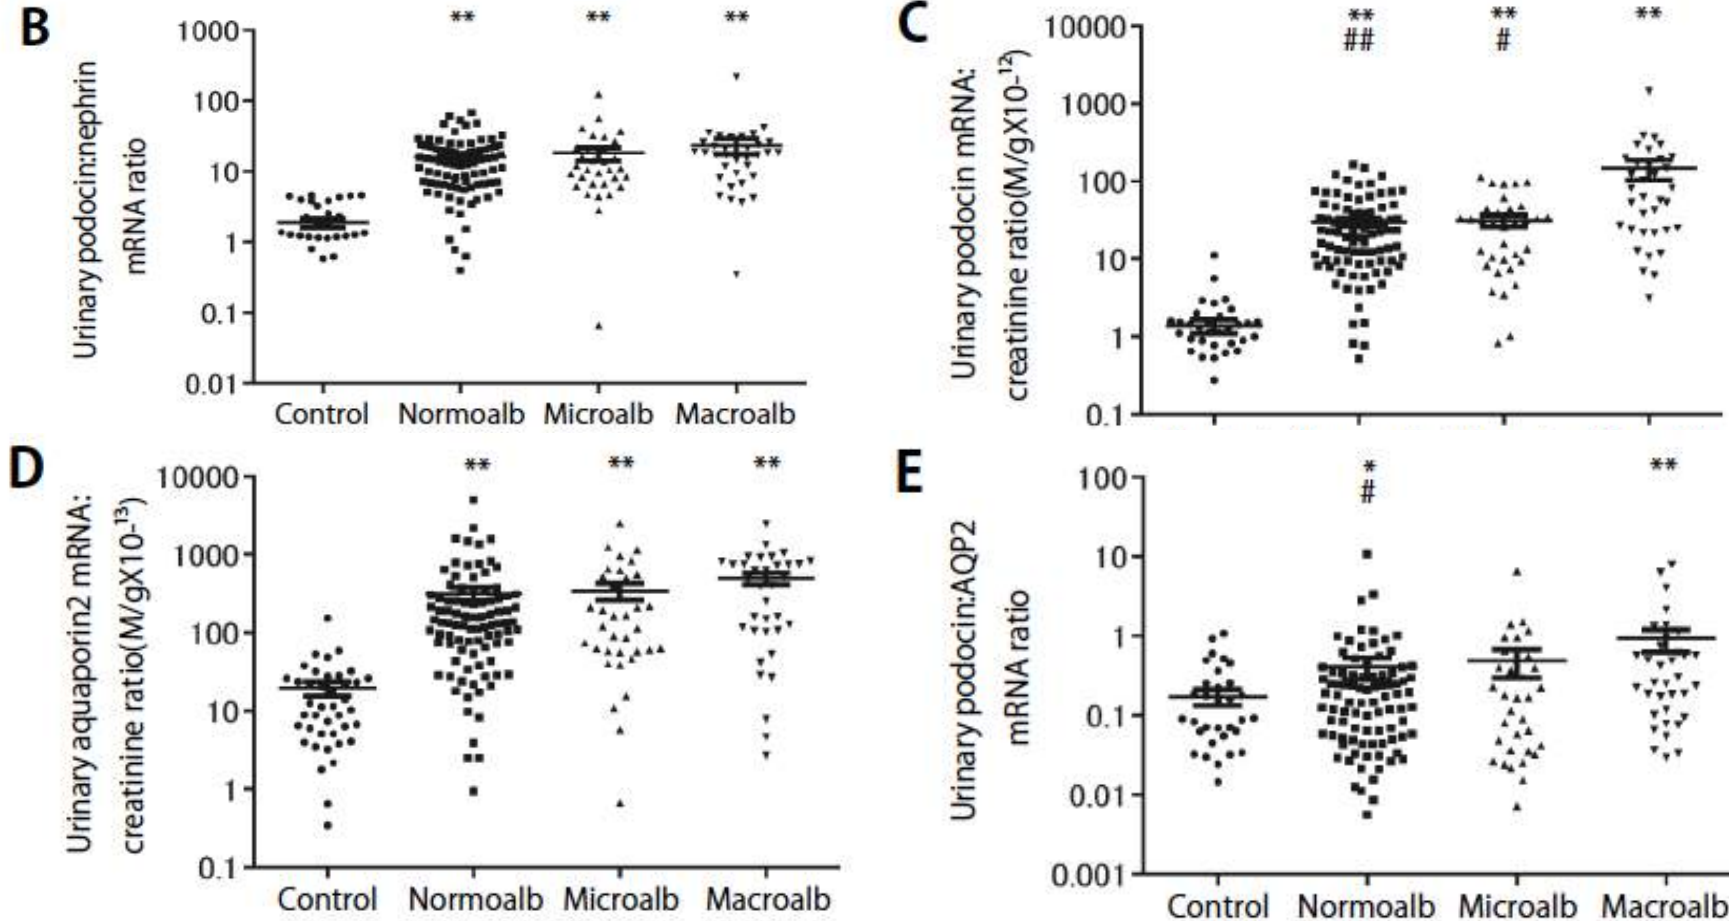 B
** ** **
Urinary podocin:nephrin
mRNA ratio
1000
100
10
1
0.1
0.01
Control Normoalb Microalb Macroalb
C
** ** **
## #
Urinary podocin mRNA:
creatinine ratio(M/gX10-¹²)
10000
1000
100
10
1
0.1
D
** ** **
Urinary aquaporin2 mRNA:
creatinine ratio(M/gX10-¹³)
10000
1000
100
10
1
0.1
Control Normoalb Microalb Macroalb
E
* **
#
Urinary podocin:AQP2
mRNA ratio
100
10
1
0.1
0.01
0.001
Control Normoalb Microalb Macroalb